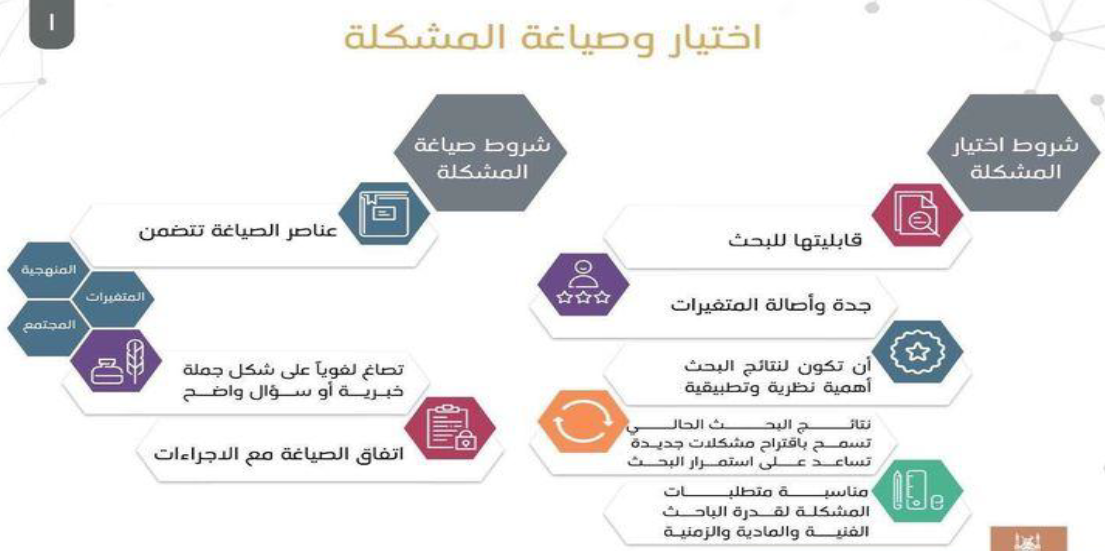 ١
اختيار وصياغة المشكلة
شروط اختيار
المشكلة
قابليتها للبحث
جدة وأصالة المتغيرات
أن تكون لنتائج البحث
أهمية نظرية وتطبيقية
نتائج البحث الحالي
تسمح باقتراح مشكلات جديدة
تساعد على استمرار البحث
مناسبة متطلبات
المشكلة لقدرة الباحث
الفنية والمادية والزمنية
شروط صياغة
المشكلة
عناصر الصياغة تتضمن
المنهجية
المتغيرات
المجتمع
تصاغ لغوياً على شكل جملة
خبرية أو سؤال واضح
اتفاق الصياغة مع الاجراءات